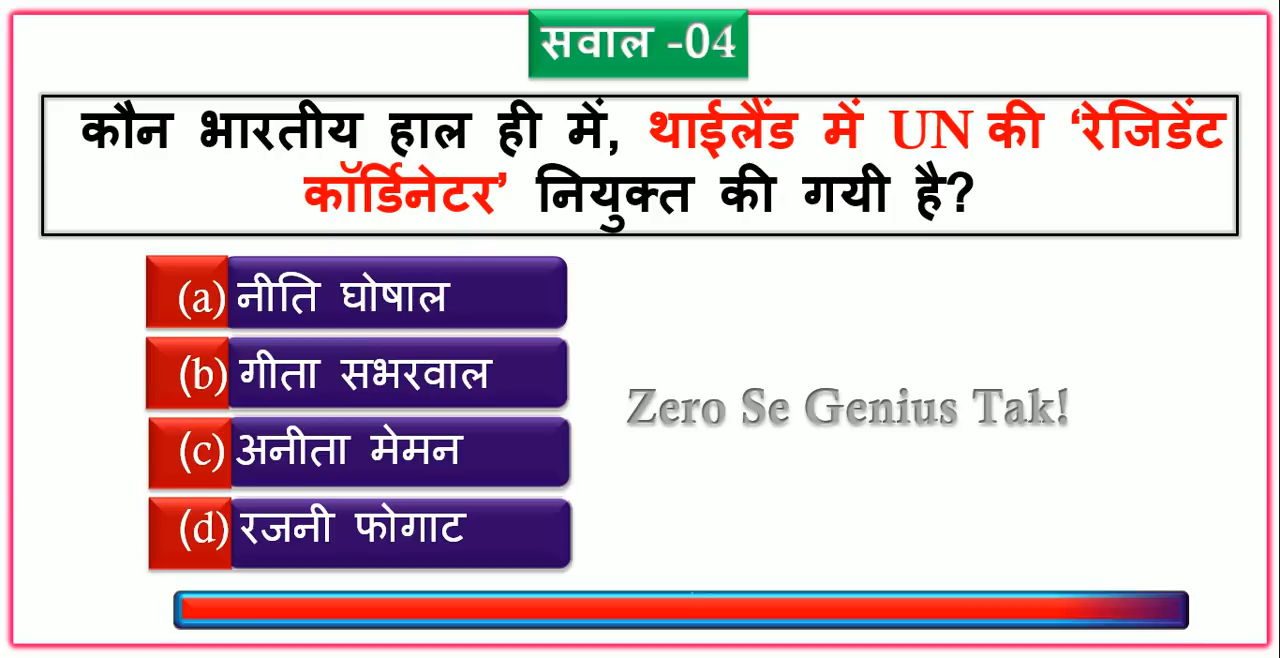 सवाल -04
कौन भारतीय हाल ही में, थाईलैंड में UN की ‘रेजिडेंट
कॉर्डिनेटर’ नियुक्त की गयी है?
(a) नीति घोषाल
(b) गीता सभरवाल
Zero Se Genius Tak!
(c) अनीता मेमन
(d) रजनी फोगाट